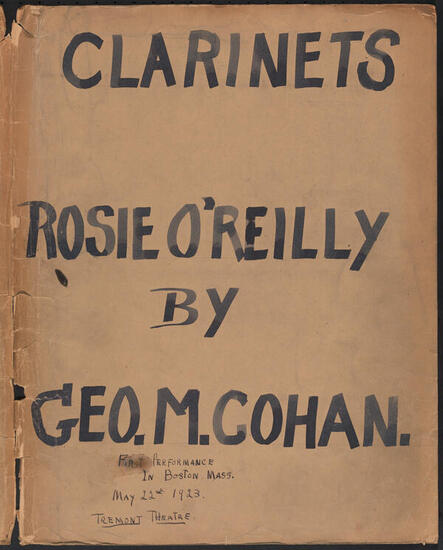 CLARINETS
ROSIE O'REILLY
BY
GEO. M. COHAN.
FIRST PERFORMANCE
IN BOSTON MASS.
MAY 22nd 1923.
TREMONT THEATRE.